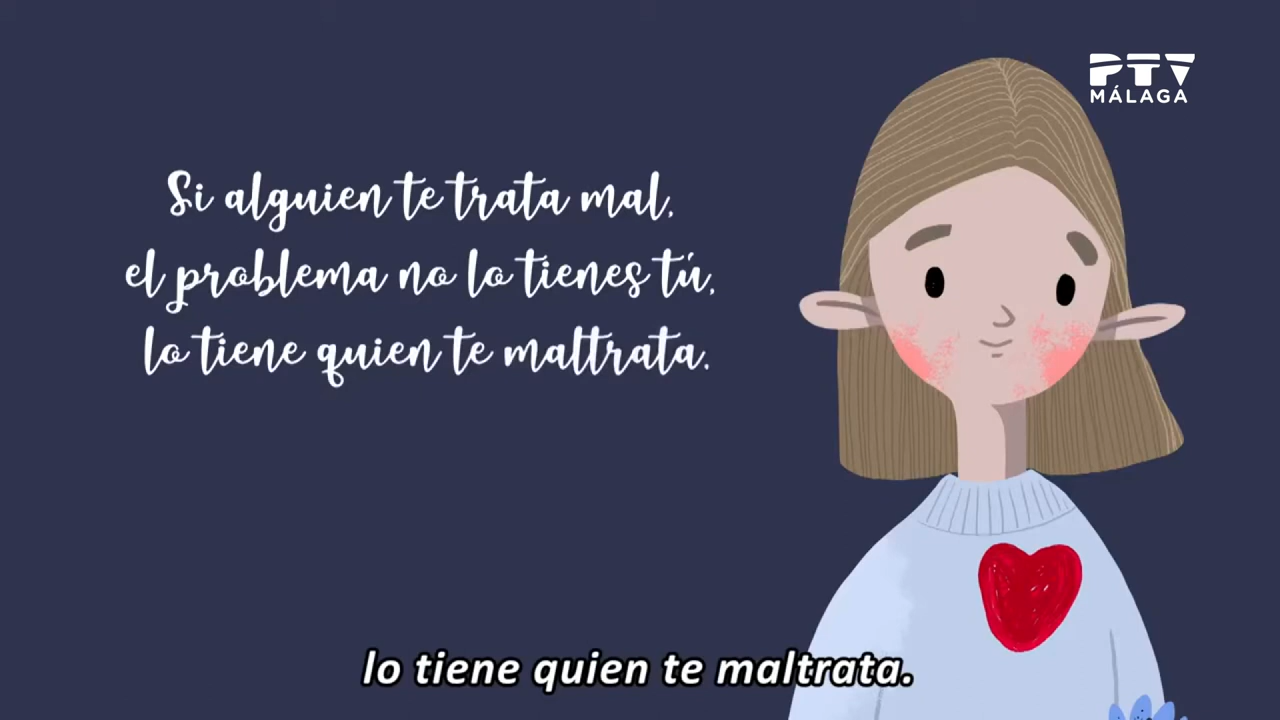 PTV
MÁLAGA
Si alguien te trata mal,
el problema no lo tienes tú,
lo tiene quien te maltrata.
lo tiene quien te maltrata.